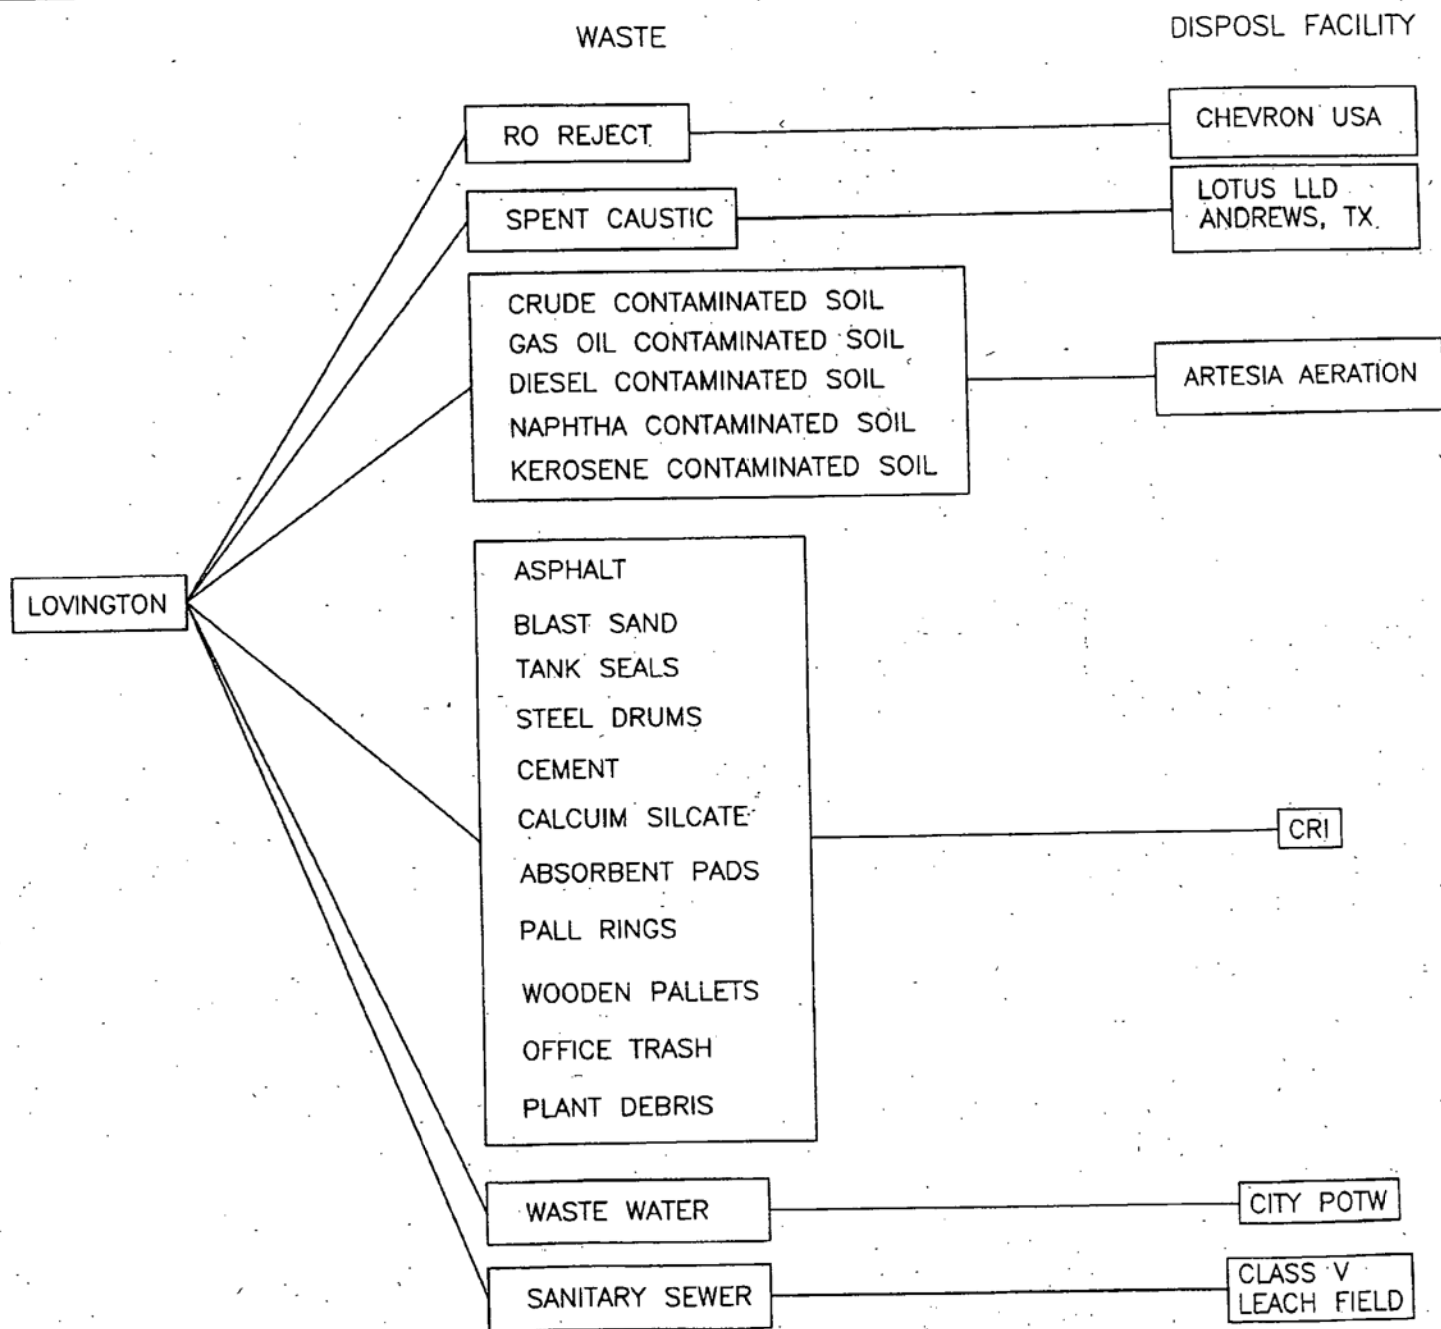 WASTE
DISPOSL FACILITY
RO REJECT
CHEVRON USA
SPENT CAUSTIC
LOTUS LLD
ANDREWS, TX
CRUDE CONTAMINATED SOIL
GAS OIL CONTAMINATED SOIL
DIESEL CONTAMINATED SOIL
NAPHTHA CONTAMINATED SOIL
KEROSENE CONTAMINATED SOIL
ARTESIA AERATION
LOVINGTON
ASPHALT
BLAST SAND
TANK SEALS
STEEL DRUMS
CEMENT
CALCUIM SILCATE
ABSORBENT PADS
PALL RINGS
WOODEN PALLETS
OFFICE TRASH
PLANT DEBRIS
CRI
WASTE WATER
CITY POTW
SANITARY SEWER
CLASS V
LEACH FIELD